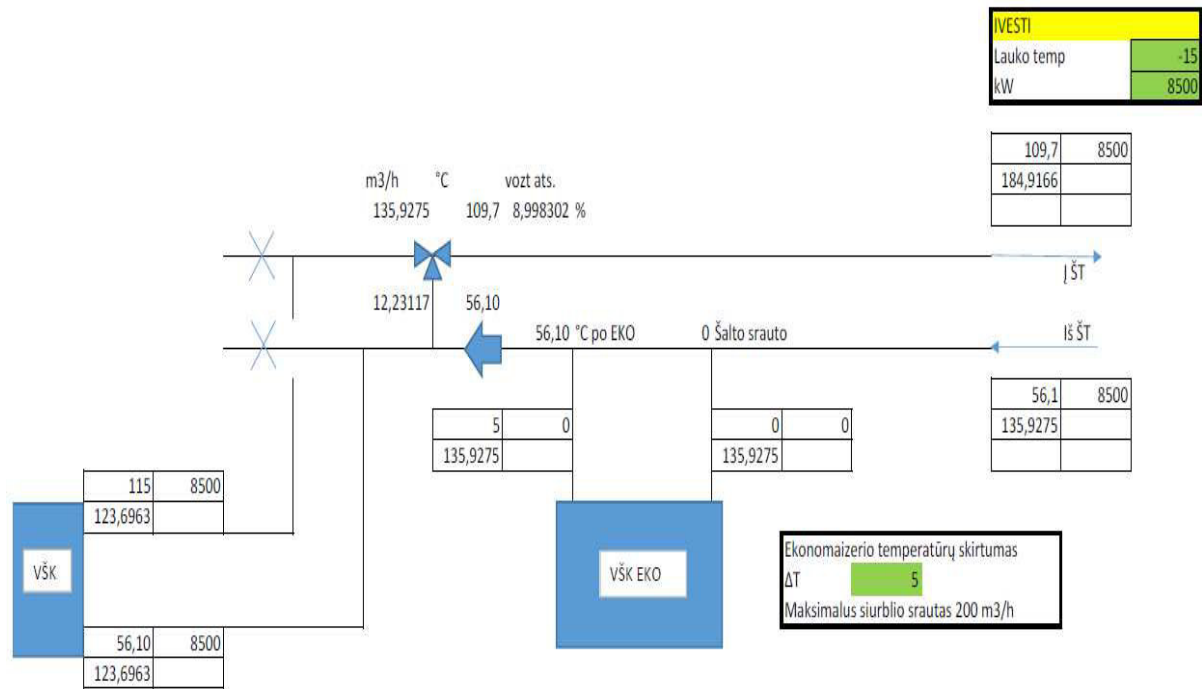 IVESTI
Lauko temp -15
kW 8500
109,7 8500
184,9166
m3/h °C vozt ats.
135,9275 109,7 8,998302 %
Į ŠT
12,23117 56,10
56,10 °C po EKO 0 Šalto srauto Iš ŠT
5 0
135,9275
0 0
135,9275
56,1 8500
135,9275
115 8500
123,6963
VŠK
56,10 8500
123,6963
VŠK EKO
Ekonomaizerio temperatūrų skirtumas
ΔT 5
Maksimalus siurblio srautas 200 m3/h